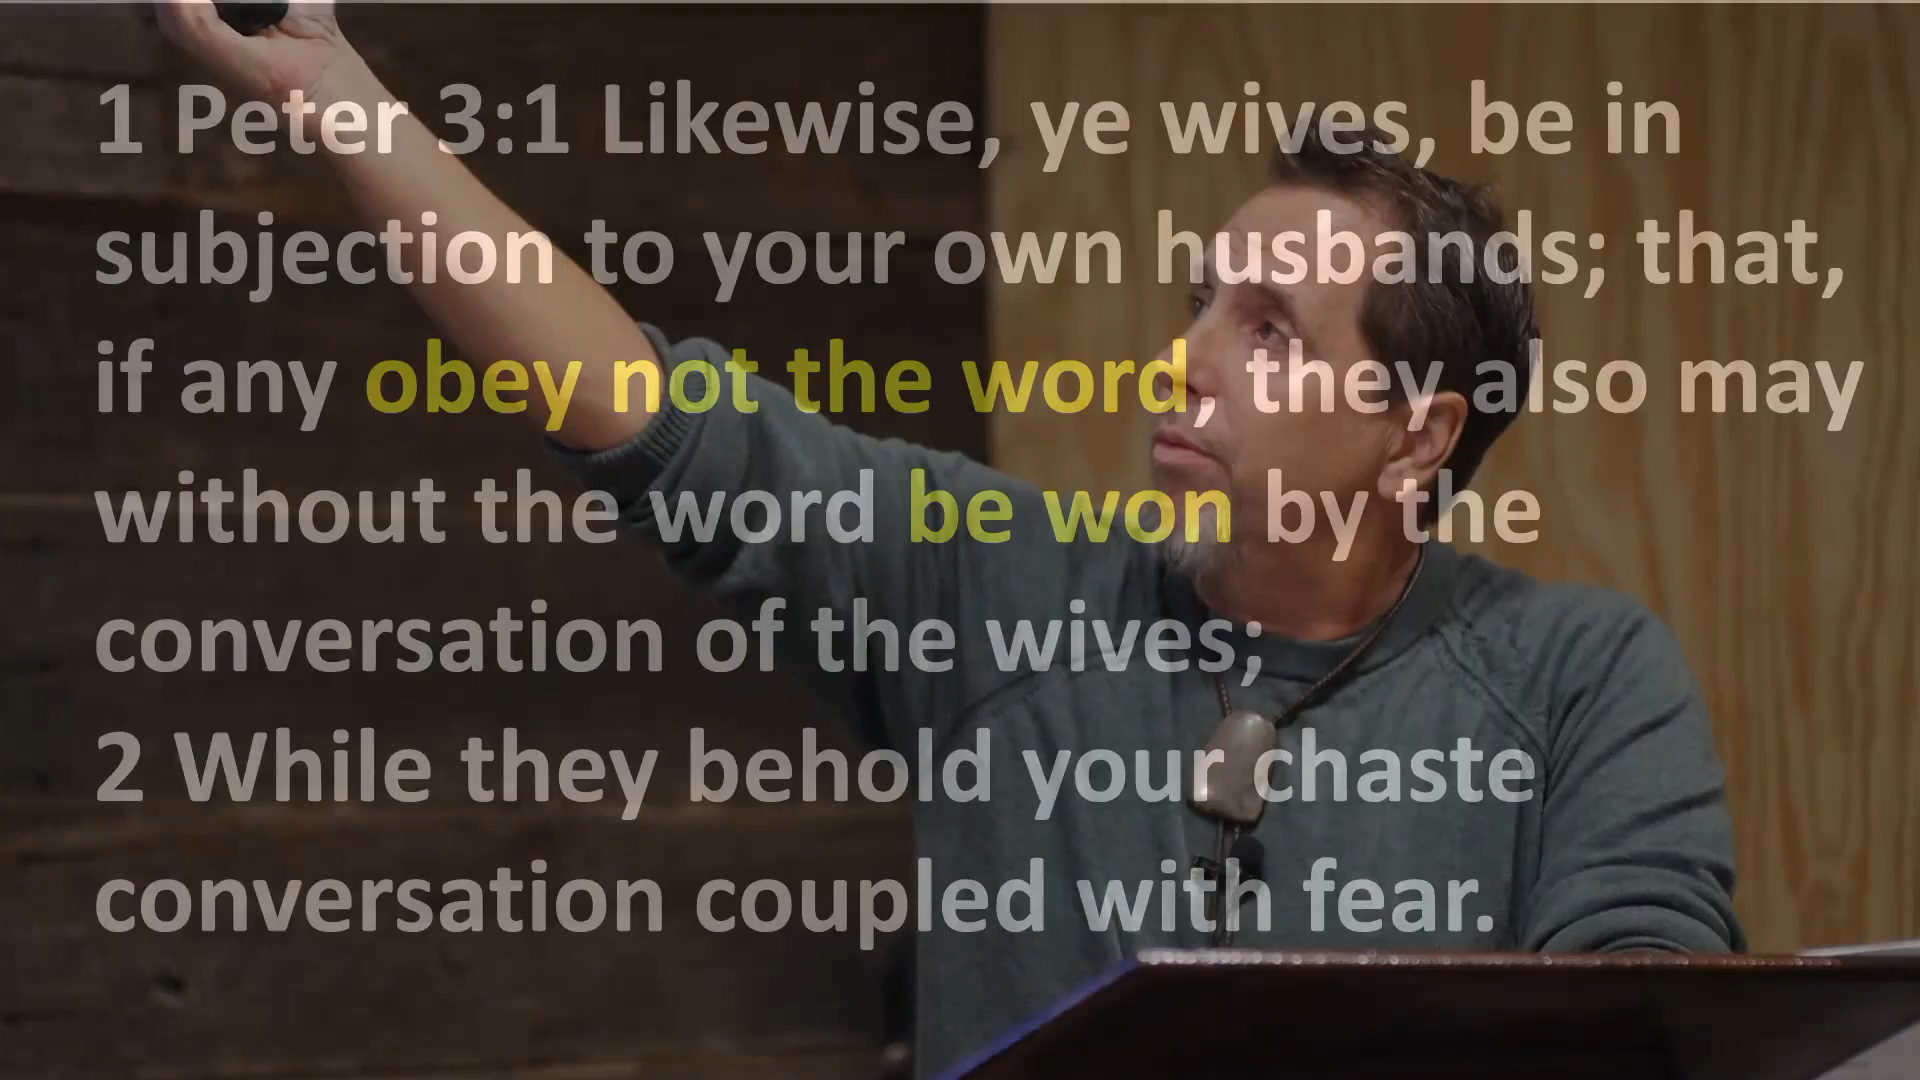 1 Peter 3:1 Likewise, ye wives, be in
subjection to your own husbands; that,
if any obey not the word, they also may
without the word be won by the
conversation of the wives;
2 While they behold your chaste
conversation coupled with fear.